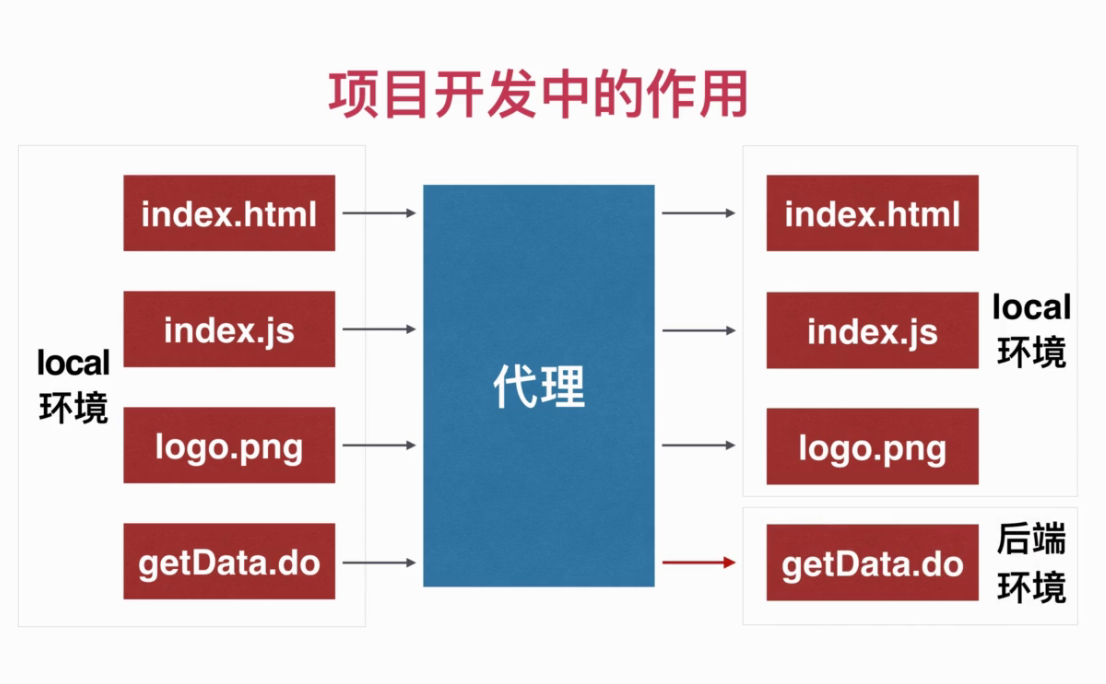 项目开发中的作用
local
环境
index.html
index.js
logo.png
getData.do
代理
index.html
index.js
logo.png
local
环境
getData.do
后端
环境